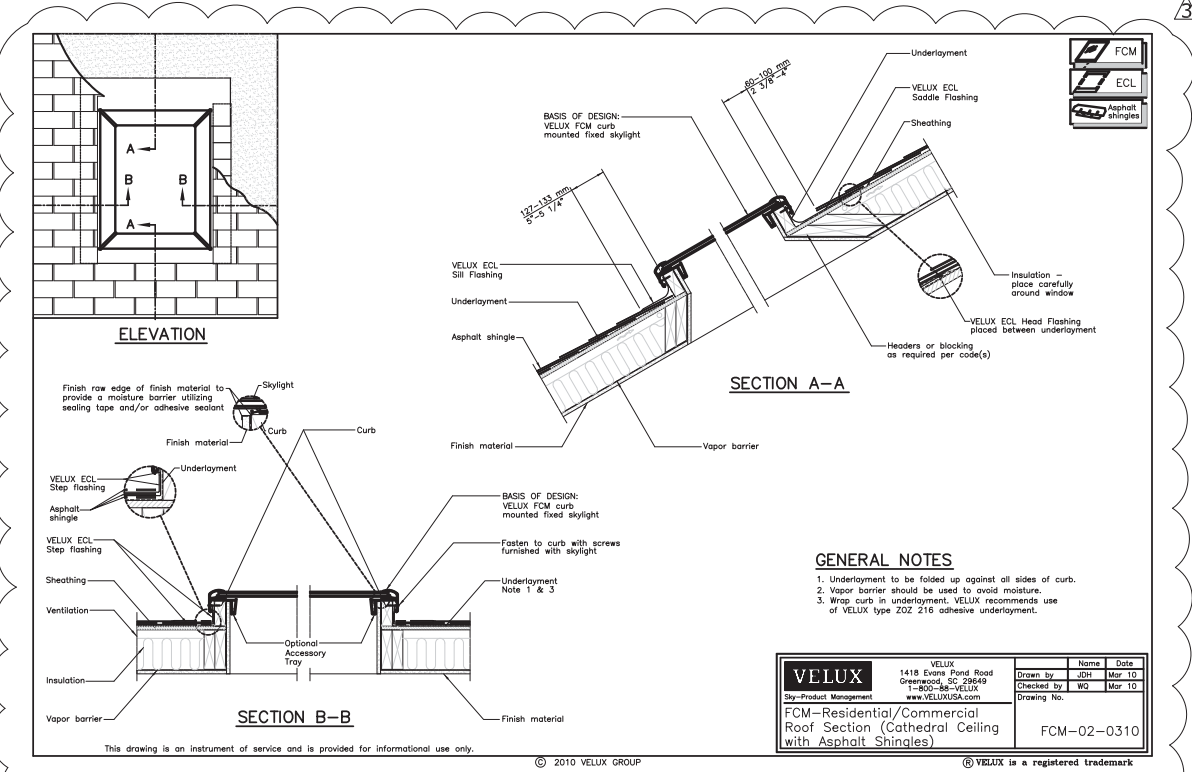 3
FCM
ECL
Asphalt
shingles
A
B
B
A
ELEVATION
Underlayment
60-100 mm
2 3/8"-4"
VELUX ECL
Saddle Flashing
BASIS OF DESIGN:
VELUX FCM curb
mounted fixed skylight
Sheathing
127-133 mm
5"-5 1/4"
VELUX ECL
Sill Flashing
Underlayment
Asphalt shingle
Insulation -
place carefully
around window
VELUX ECL Head Flashing
placed between underlayment
Headers or blocking
as required per code(s)
SECTION A-A
Finish material
Vapor barrier
Finish raw edge of finish material to
provide a moisture barrier utilizing
sealing tape and/or adhesive sealant
Skylight
Curb
Curb
Finish material
Underlayment
VELUX ECL
Step flashing
Asphalt
shingle
VELUX ECL
Step flashing
Sheathing
Ventilation
Insulation
Vapor barrier
BASIS OF DESIGN:
VELUX FCM curb
mounted fixed skylight
Fasten to curb with screws
furnished with skylight
Underlayment
Note 1 & 3
Optional
Accessory
Tray
Finish material
SECTION B-B
GENERAL NOTES
1. Underlayment to be folded up against all sides of curb.
2. Vapor barrier should be used to avoid moisture.
3. Wrap curb in underlayment. VELUX recommends use
of VELUX type ZOZ 216 adhesive underlayment.
VELUX
Sky-Product Management
VELUX
1418 Evans Pond Road
Greenwood, SC 29649
1-800-88-VELUX
www.VELUXUSA.com
Name Date
Drawn by JDH Mar 10
Checked by WQ Mar 10
Drawing No.
FCM-02-0310
FCM-Residential/Commercial
Roof Section (Cathedral Ceiling
with Asphalt Shingles)
This drawing is an instrument of service and is provided for informational use only.
© 2010 VELUX GROUP
® VELUX is a registered trademark